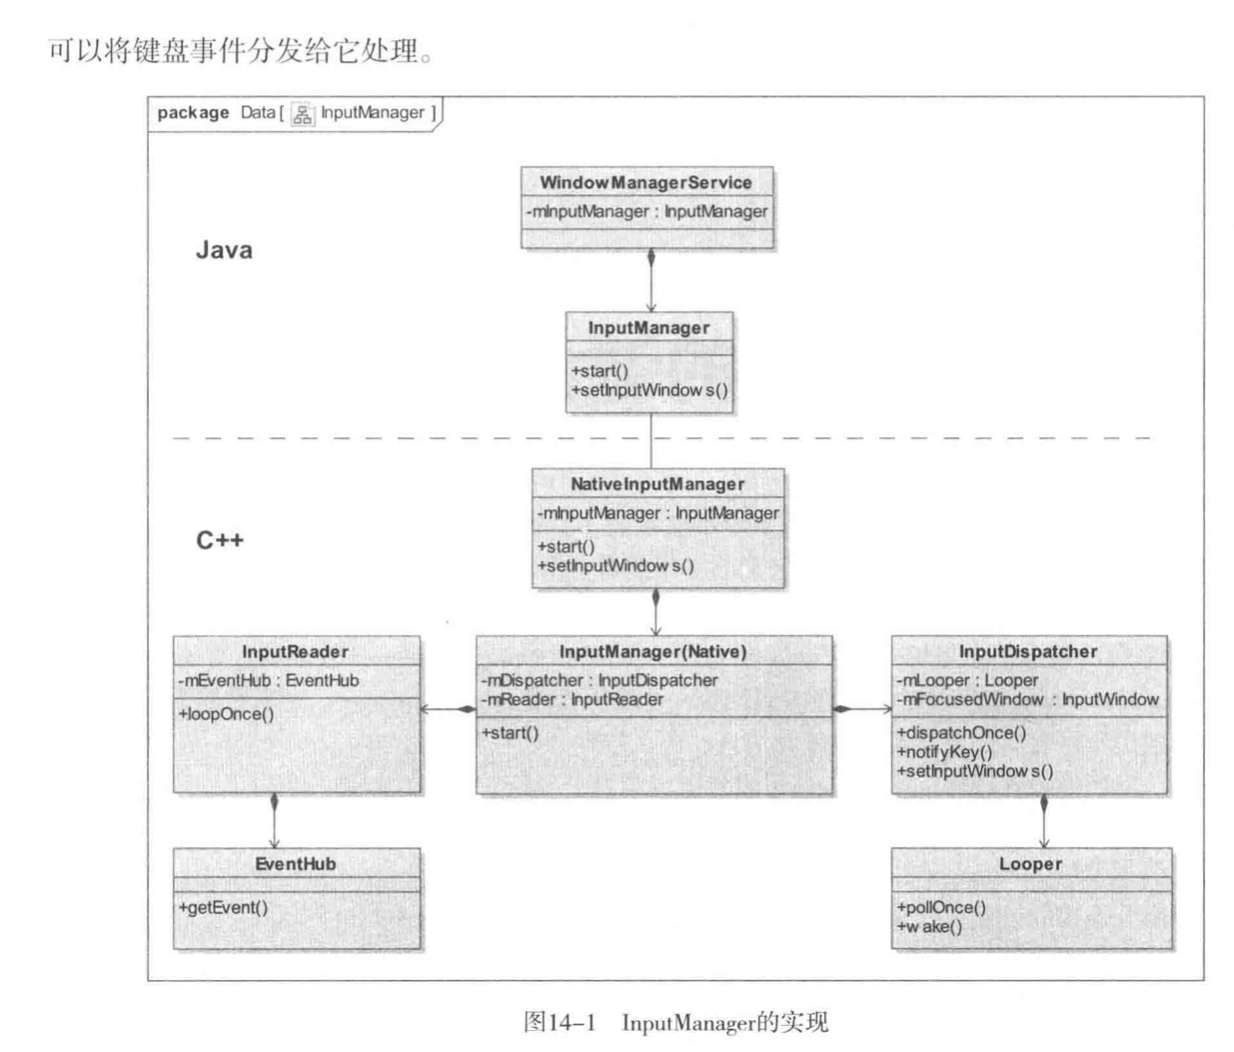 可以将键盘事件分发给它处理。
package Data [ InputManager ]
WindowManagerService
-mInputManager : InputManager
Java
InputManager
+start()
+setInputWindows()
NativeInputManager
-mInputManager : InputManager
+start()
+setInputWindows()
C++
InputReader
-mEventHub : EventHub
+loopOnce()
InputManager(Native)
-mDispatcher : InputDispatcher
-mReader : InputReader
+start()
InputDispatcher
-mLooper : Looper
-mFocusedWindow : InputWindow
+dispatchOnce()
+notifyKey()
+setInputWindows()
EventHub
+getEvent()
Looper
+pollOnce()
+wake()
图14-1 InputManager的实现